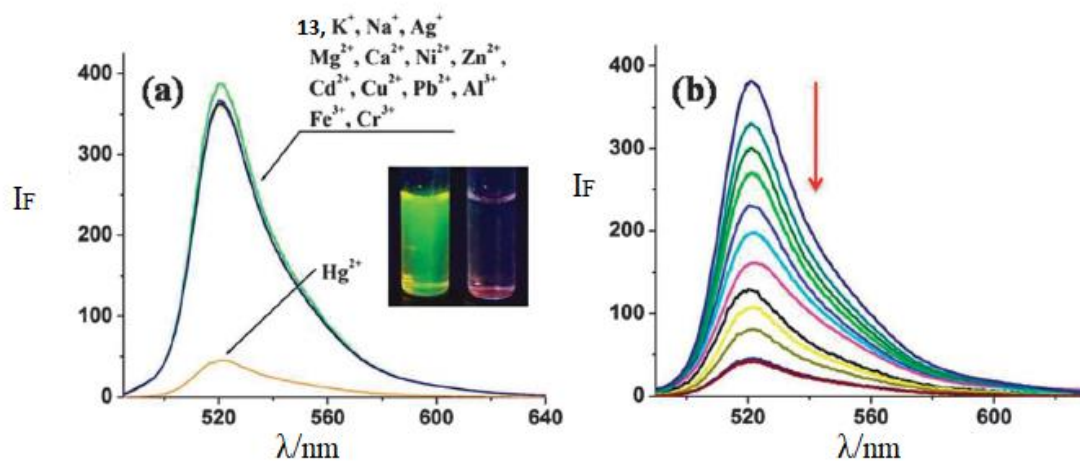 13, K⁺, Na⁺, Ag⁺
Mg²⁺, Ca²⁺, Ni²⁺, Zn²⁺,
Cd²⁺, Cu²⁺, Pb²⁺, Al³⁺
Fe³⁺, Cr³⁺
(a)
400
300
200
100
0
IF
Hg²⁺
520 560 600 640
λ/nm
(b)
400
300
200
100
0
IF
520 560 600
λ/nm